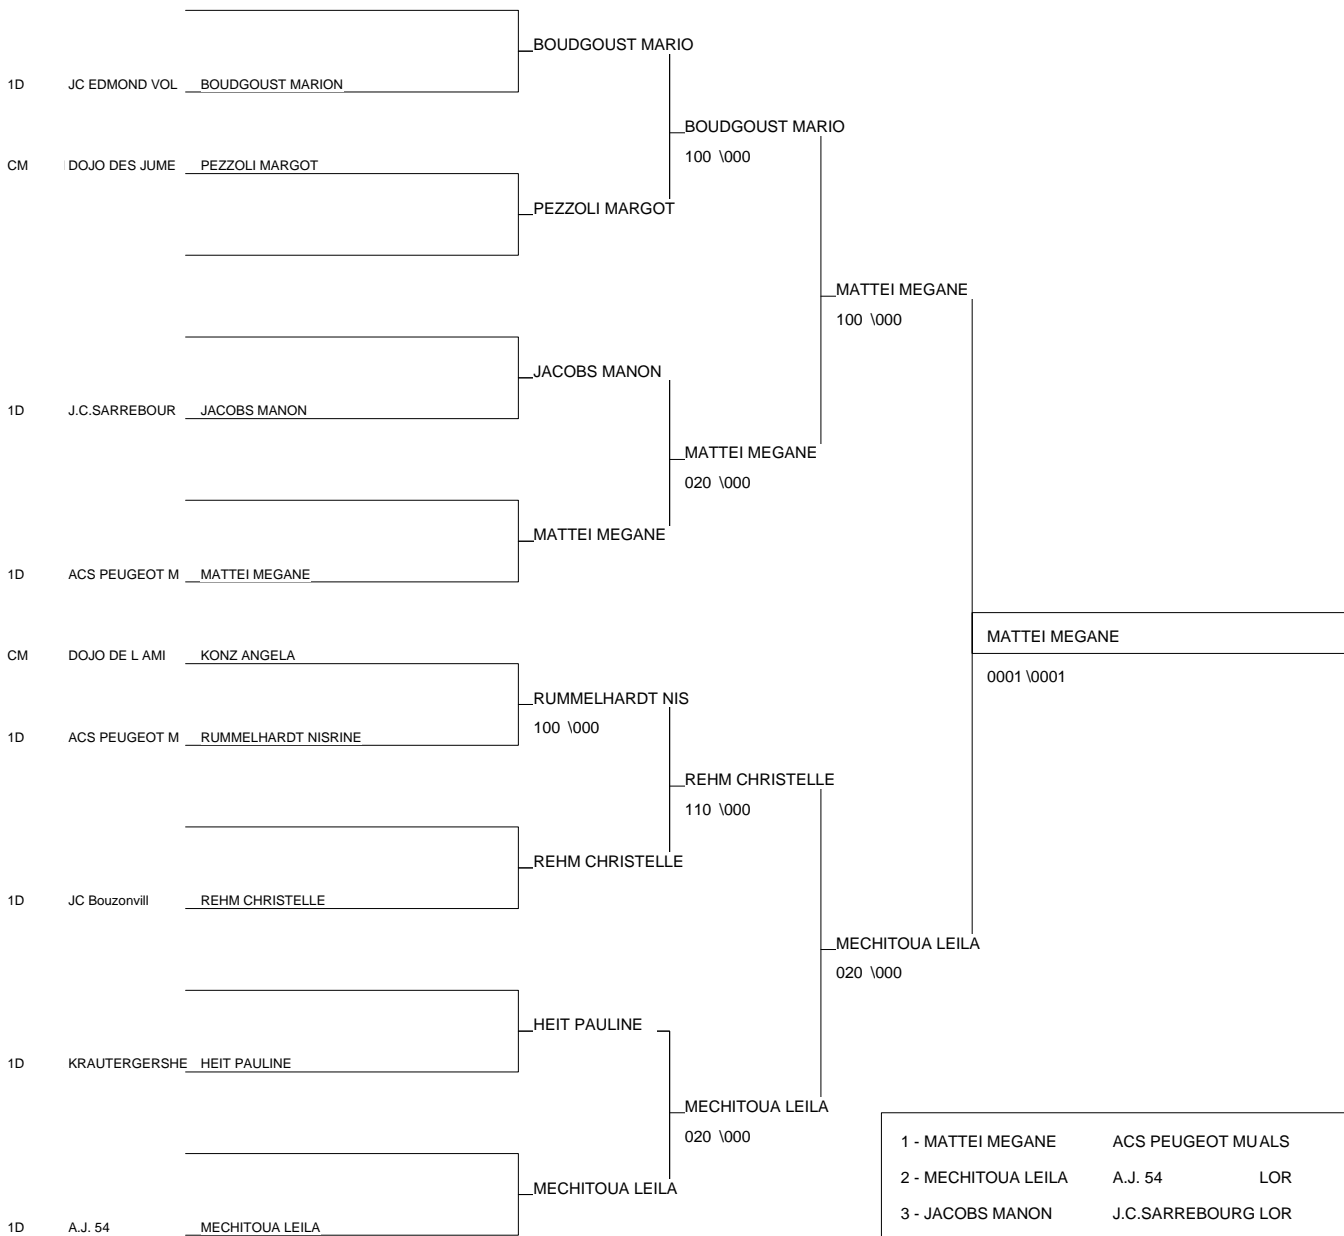 BOUDGOUST MARIO
1D JC EDMOND VOL BOUDGOUST MARION
BOUDGOUST MARIO
100 \000
CM DOJO DES JUME PEZZOLI MARGOT
PEZZOLI MARGOT
MATTEI MEGANE
100 \000
JACOBS MANON
1D J.C.SARREBOUR JACOBS MANON
MATTEI MEGANE
020 \000
MATTEI MEGANE
1D ACS PEUGEOT M MATTEI MEGANE
MATTEI MEGANE
0001 \0001
CM DOJO DE L AMI KONZ ANGELA
RUMMELHARDT NIS
100 \000
1D ACS PEUGEOT M RUMMELHARDT NISRINE
REHM CHRISTELLE
110 \000
REHM CHRISTELLE
1D JC Bouzonvill REHM CHRISTELLE
MECHITOUA LEILA
020 \000
HEIT PAULINE
1D KRAUTERGERSHE HEIT PAULINE
MECHITOUA LEILA
020 \000
MECHITOUA LEILA
1D A.J. 54 MECHITOUA LEILA
1 - MATTEI MEGANE ACS PEUGEOT MU ALS
2 - MECHITOUA LEILA A.J. 54 LOR
3 - JACOBS MANON J.C.SARREBOURG LOR